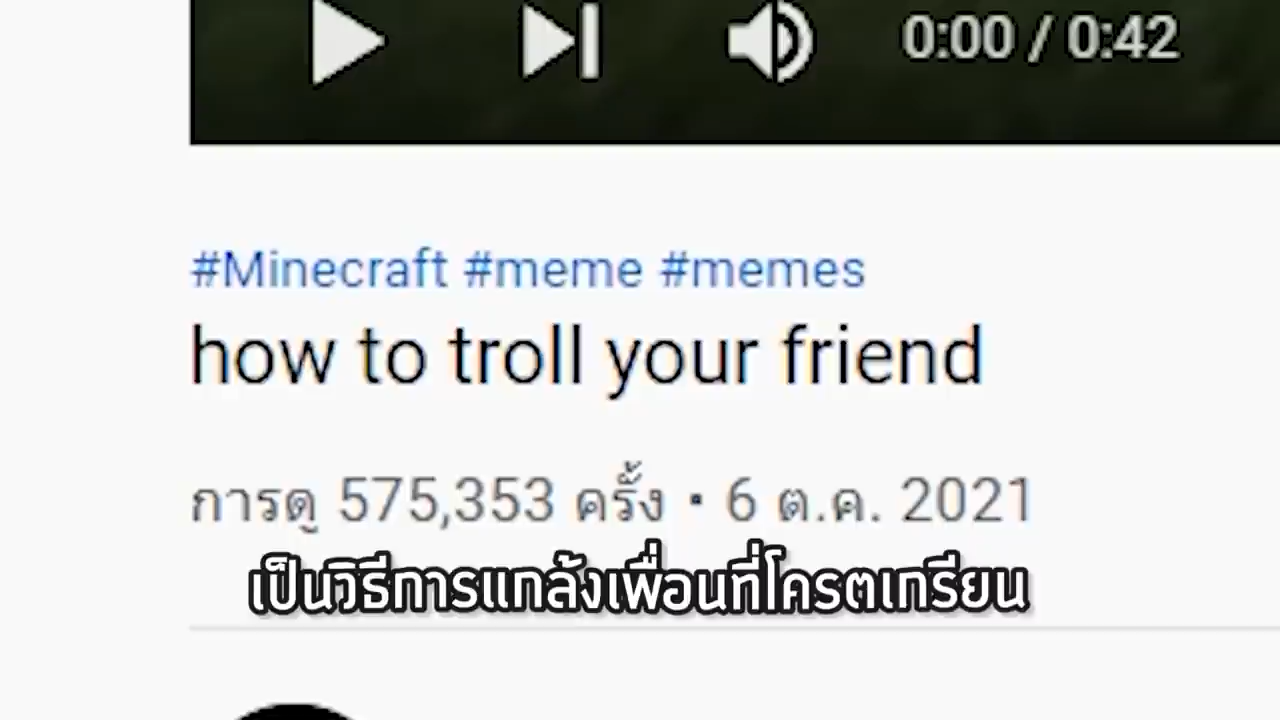 0:00 / 0:42
#Minecraft #meme #memes
how to troll your friend
การดู 575,353 ครั้ง • 6 ต.ค. 2021
เป็นวิธีการแกล้งเพื่อนที่โครตเกรียน